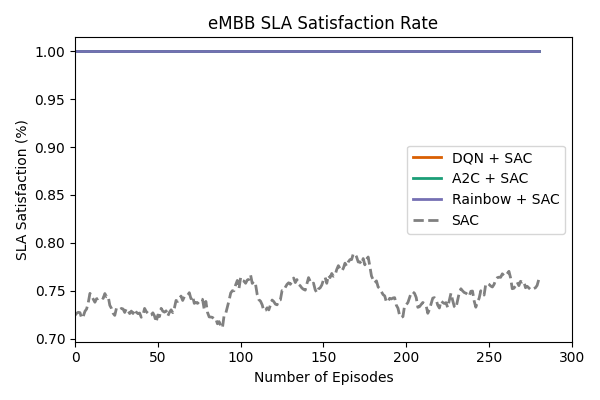 eMBB SLA Satisfaction Rate
1.00
0.95
0.90
0.85
0.80
0.75
0.70
SLA Satisfaction (%)
DQN + SAC
A2C + SAC
Rainbow + SAC
SAC
0 50 100 150 200 250 300
Number of Episodes